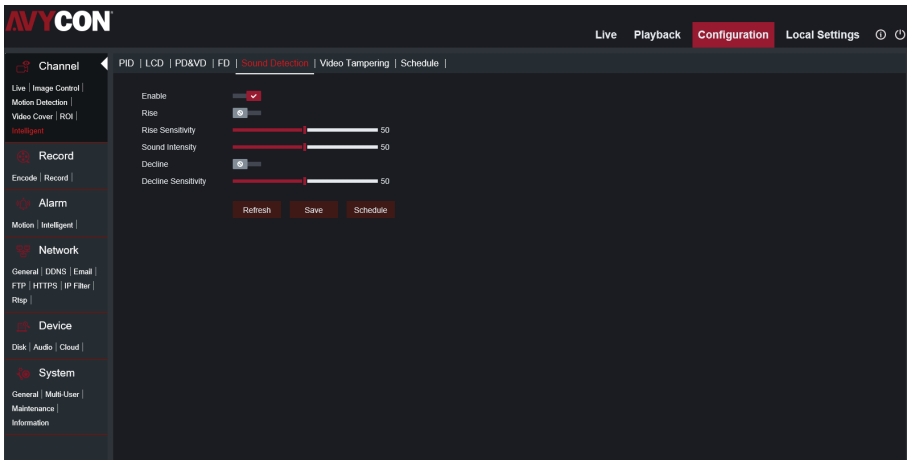 AVYCON
Live Playback Configuration Local Settings
Channel
Live | Image Control |
Motion Detection |
Video Cover | ROI |
Intelligent
Record
Encode | Record |
Alarm
Motion | Intelligent |
Network
General | DDNS | Email |
FTP | HTTPS | IP Filter |
Rtsp |
Device
Disk | Audio | Cloud |
System
General | Multi-User |
Maintenance |
Information
PID | LCD | PD&VD | FD | Sound Detection | Video Tampering | Schedule |
Enable
Rise
Rise Sensitivity 50
Sound Intensity 50
Decline
Decline Sensitivity 50
Refresh Save Schedule